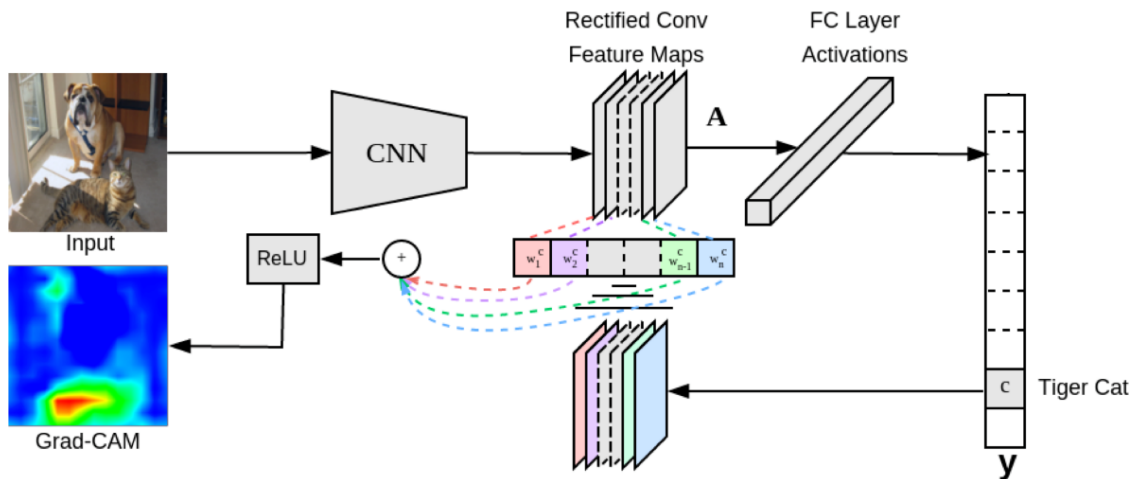 Rectified Conv
Feature Maps
FC Layer
Activations
A
CNN
Input
ReLU
+
w₁ᶜ w₂ᶜ wₙ₋₁ᶜ wₙᶜ
c
Tiger Cat
Grad-CAM
y